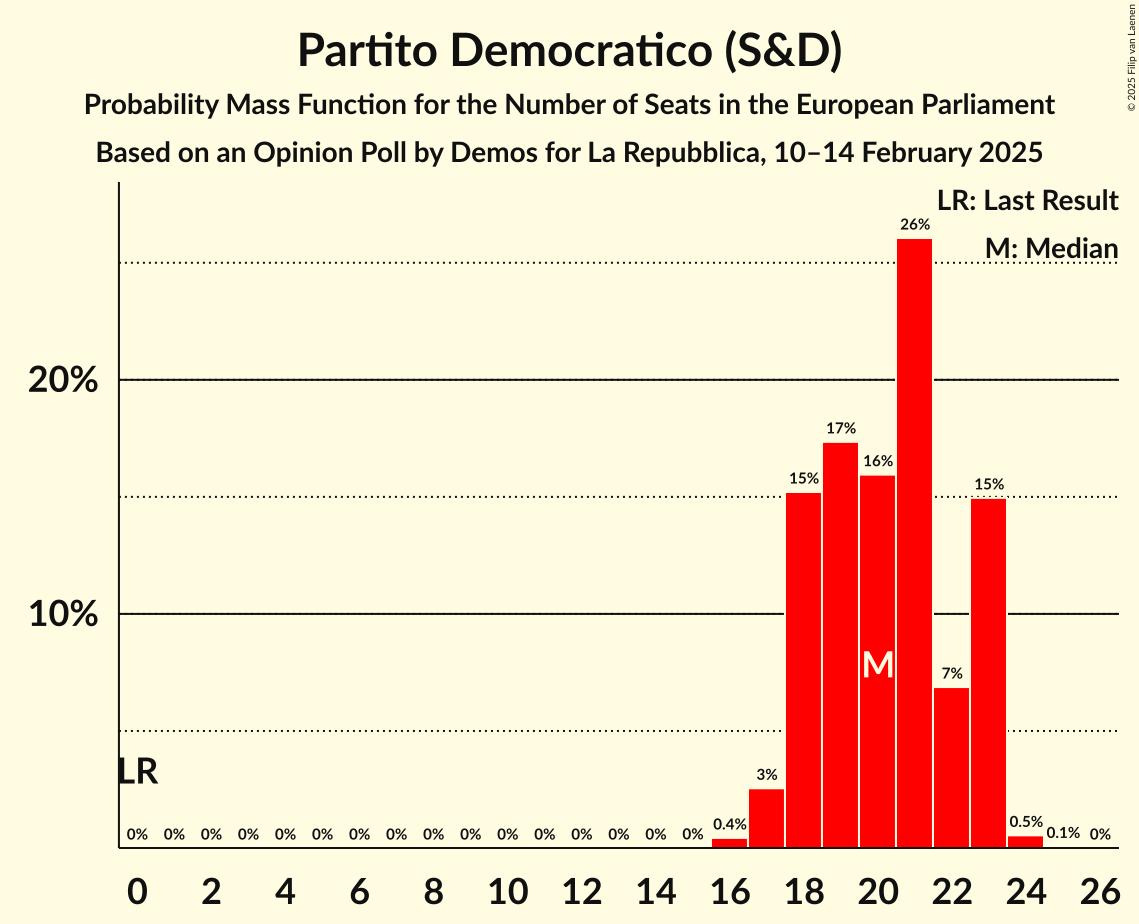 Partito Democratico (S&D)
Probability Mass Function for the Number of Seats in the European Parliament
Based on an Opinion Poll by Demos for La Repubblica, 10–14 February 2025
© 2025 Filip van Laenen
LR: Last Result
M: Median
26%
20%
17%
16%
15%
15%
10%
M
7%
LR
3%
0% 0% 0% 0% 0% 0% 0% 0% 0% 0% 0% 0% 0% 0% 0% 0% 0.4% 0.5% 0.1% 0%
0 2 4 6 8 10 12 14 16 18 20 22 24 26